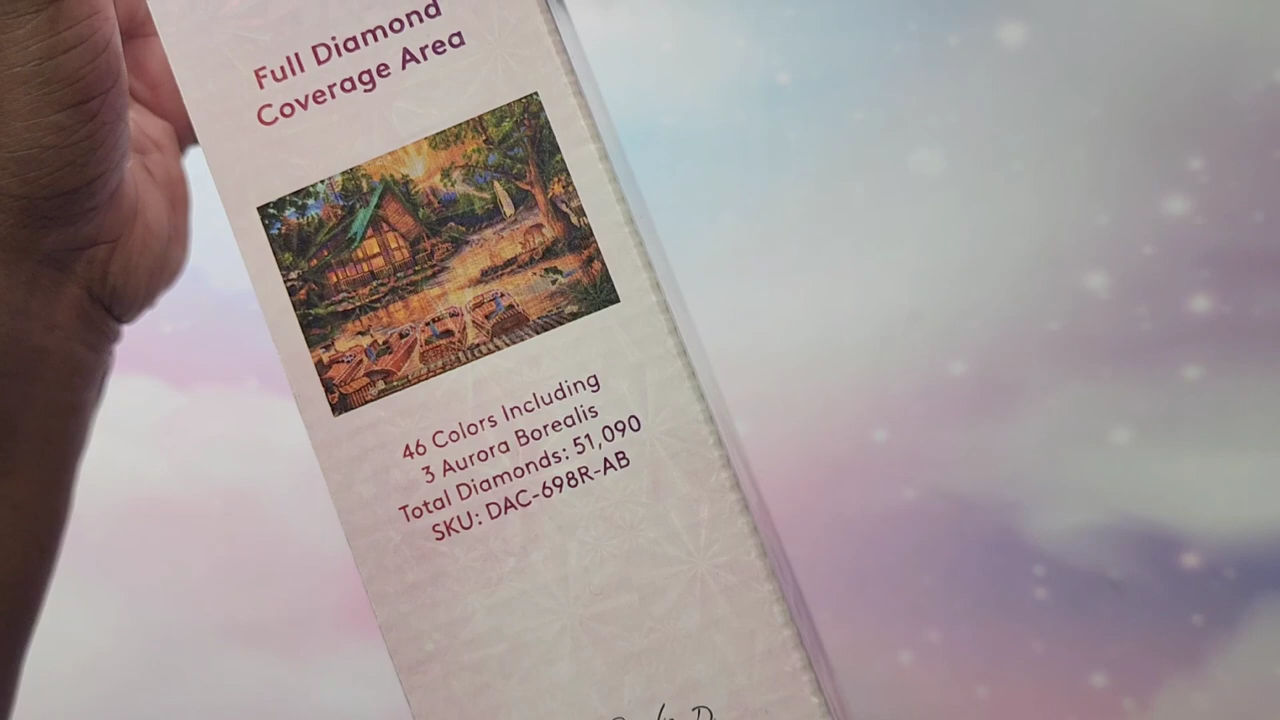 Full Diamond
Coverage Area
46 Colors Including
3 Aurora Borealis
Total Diamonds: 51,090
SKU: DAC-698R-AB